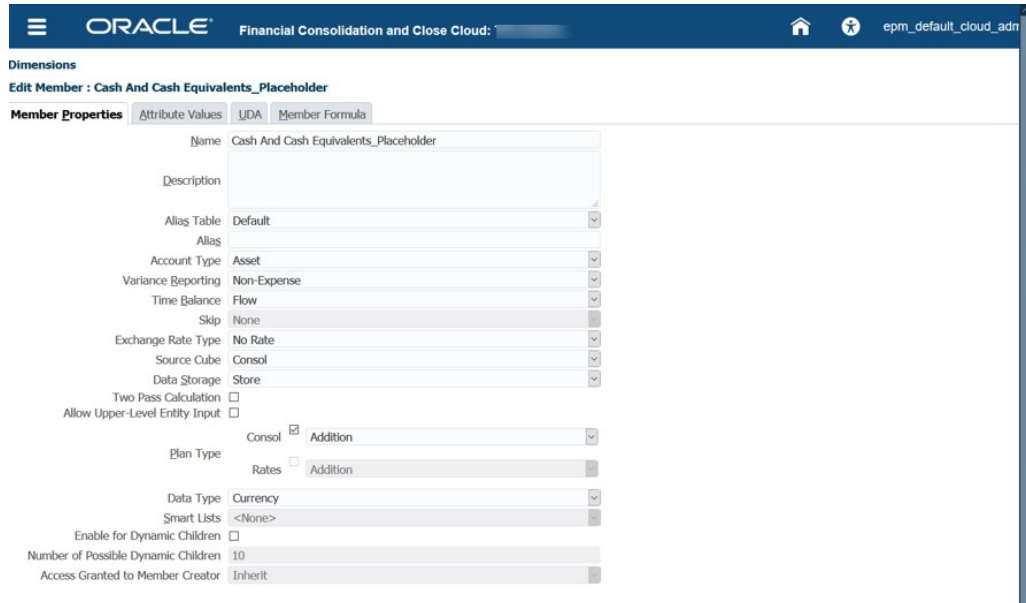 ORACLE® Financial Consolidation and Close Cloud: epm_default_cloud_adm
Dimensions
Edit Member : Cash And Cash Equivalents_Placeholder
Member Properties Attribute Values UDA Member Formula
Name Cash And Cash Equivalents_Placeholder
Description
Alias Table Default
Alias
Account Type Asset
Variance Reporting Non-Expense
Time Balance Flow
Skip None
Exchange Rate Type No Rate
Source Cube Consol
Data Storage Store
Two Pass Calculation
Allow Upper-Level Entity Input
Consol Addition
Plan Type
Rates Addition
Data Type Currency
Smart Lists <None>
Enable for Dynamic Children
Number of Possible Dynamic Children 10
Access Granted to Member Creator Inherit